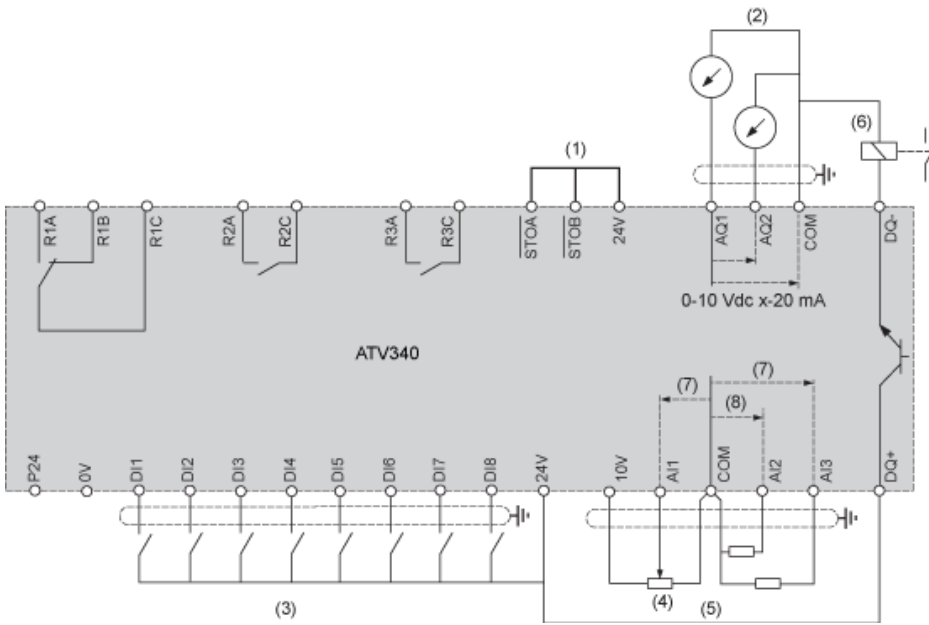 (2)
(6)
(1)
R1A
R1B
R1C
R2A
R2C
R3A
R3C
STOA
STOB
24V
AQ1
AQ2
COM
DQ-
0-10 Vdc x-20 mA
ATV340
(7)
(7)
(8)
P24
0V
DI1
DI2
DI3
DI4
DI5
DI6
DI7
DI8
24V
10V
AI1
COM
AI2
AI3
DQ+
(3)
(4)
(5)